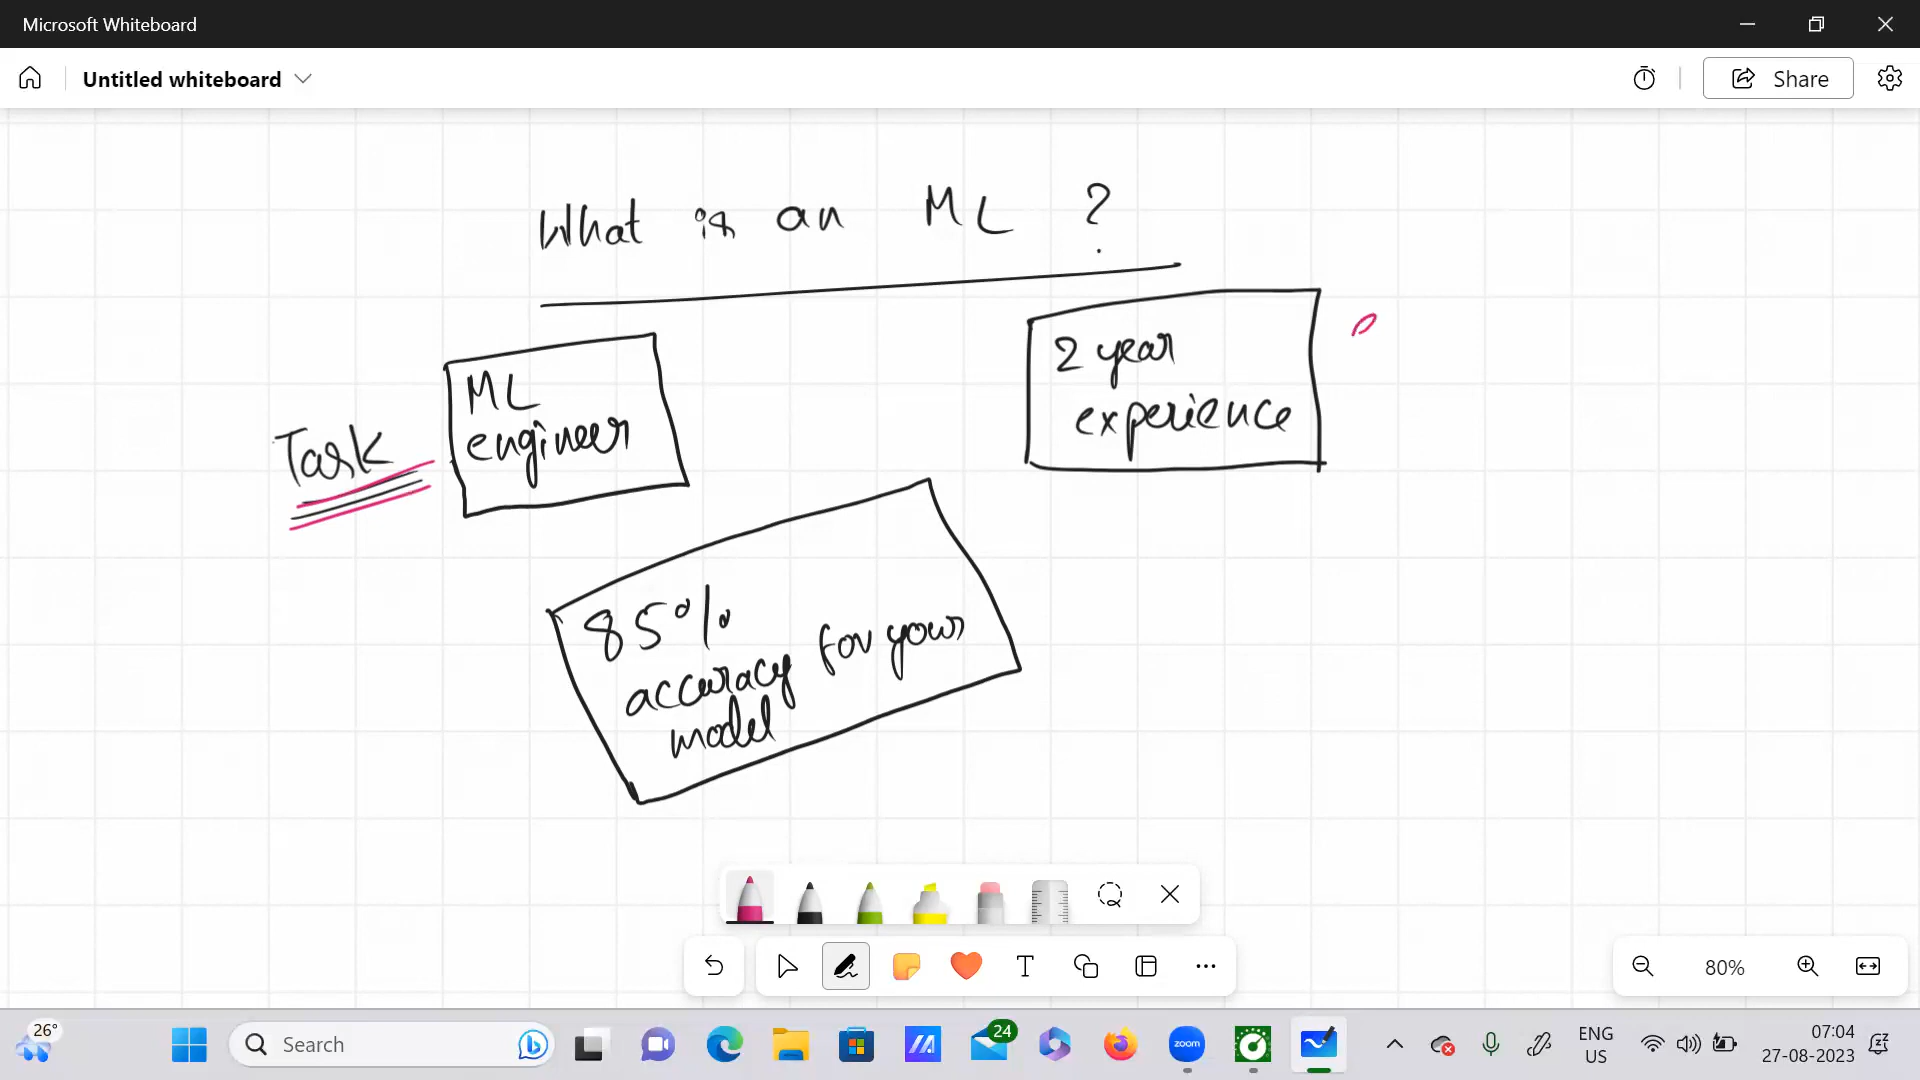 Microsoft Whiteboard
Untitled whiteboard
Share
What is an ML ?
ML
engineer
2 year
experience
Task
85%
accuracy for your
model
80%
26°
Search
24
zoom
ENG
US
07:04
27-08-2023